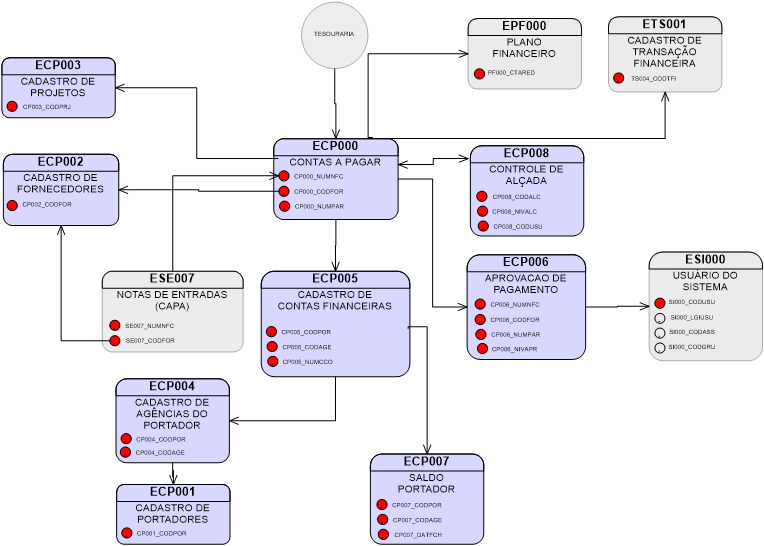 TESOURARIA
EPF000
PLANO
FINANCEIRO
PF000_CTARED
ETS001
CADASTRO DE
TRANSAÇÃO
FINANCEIRA
TS004_CODTFI
ECP003
CADASTRO DE
PROJETOS
CP003_CODPRJ
ECP000
CONTAS A PAGAR
CP000_NUMNFC
CP000_CODFOR
CP000_NUMPAR
ECP008
CONTROLE DE
ALÇADA
CP008_CODALC
CP008_NIVALC
CP008_CODUSU
ECP002
CADASTRO DE
FORNECEDORES
CP002_CODFOR
ESE007
NOTAS DE ENTRADAS
(CAPA)
SE007_NUMNFC
SE007_CODFOR
ECP005
CADASTRO DE
CONTAS FINANCEIRAS
CP005_CODPOR
CP005_CODAGE
CP005_NUMCCO
ECP006
APROVACAO DE
PAGAMENTO
CP006_NUMNFC
CP006_CODFOR
CP006_NUMPAR
CP006_NIVAPR
ESI000
USUÁRIO DO
SISTEMA
SI000_CODUSU
SI000_LGIUSU
SI000_CODASS
SI000_CODGRU
ECP004
CADASTRO DE
AGÊNCIAS DO
PORTADOR
CP004_COOPOR
CP004_CODAGE
ECP001
CADASTRO DE
PORTADORES
CP001_CODPOR
ECP007
SALDO
PORTADOR
CP007_CODPOR
CP007_CODAGE
CP007_DATFCH